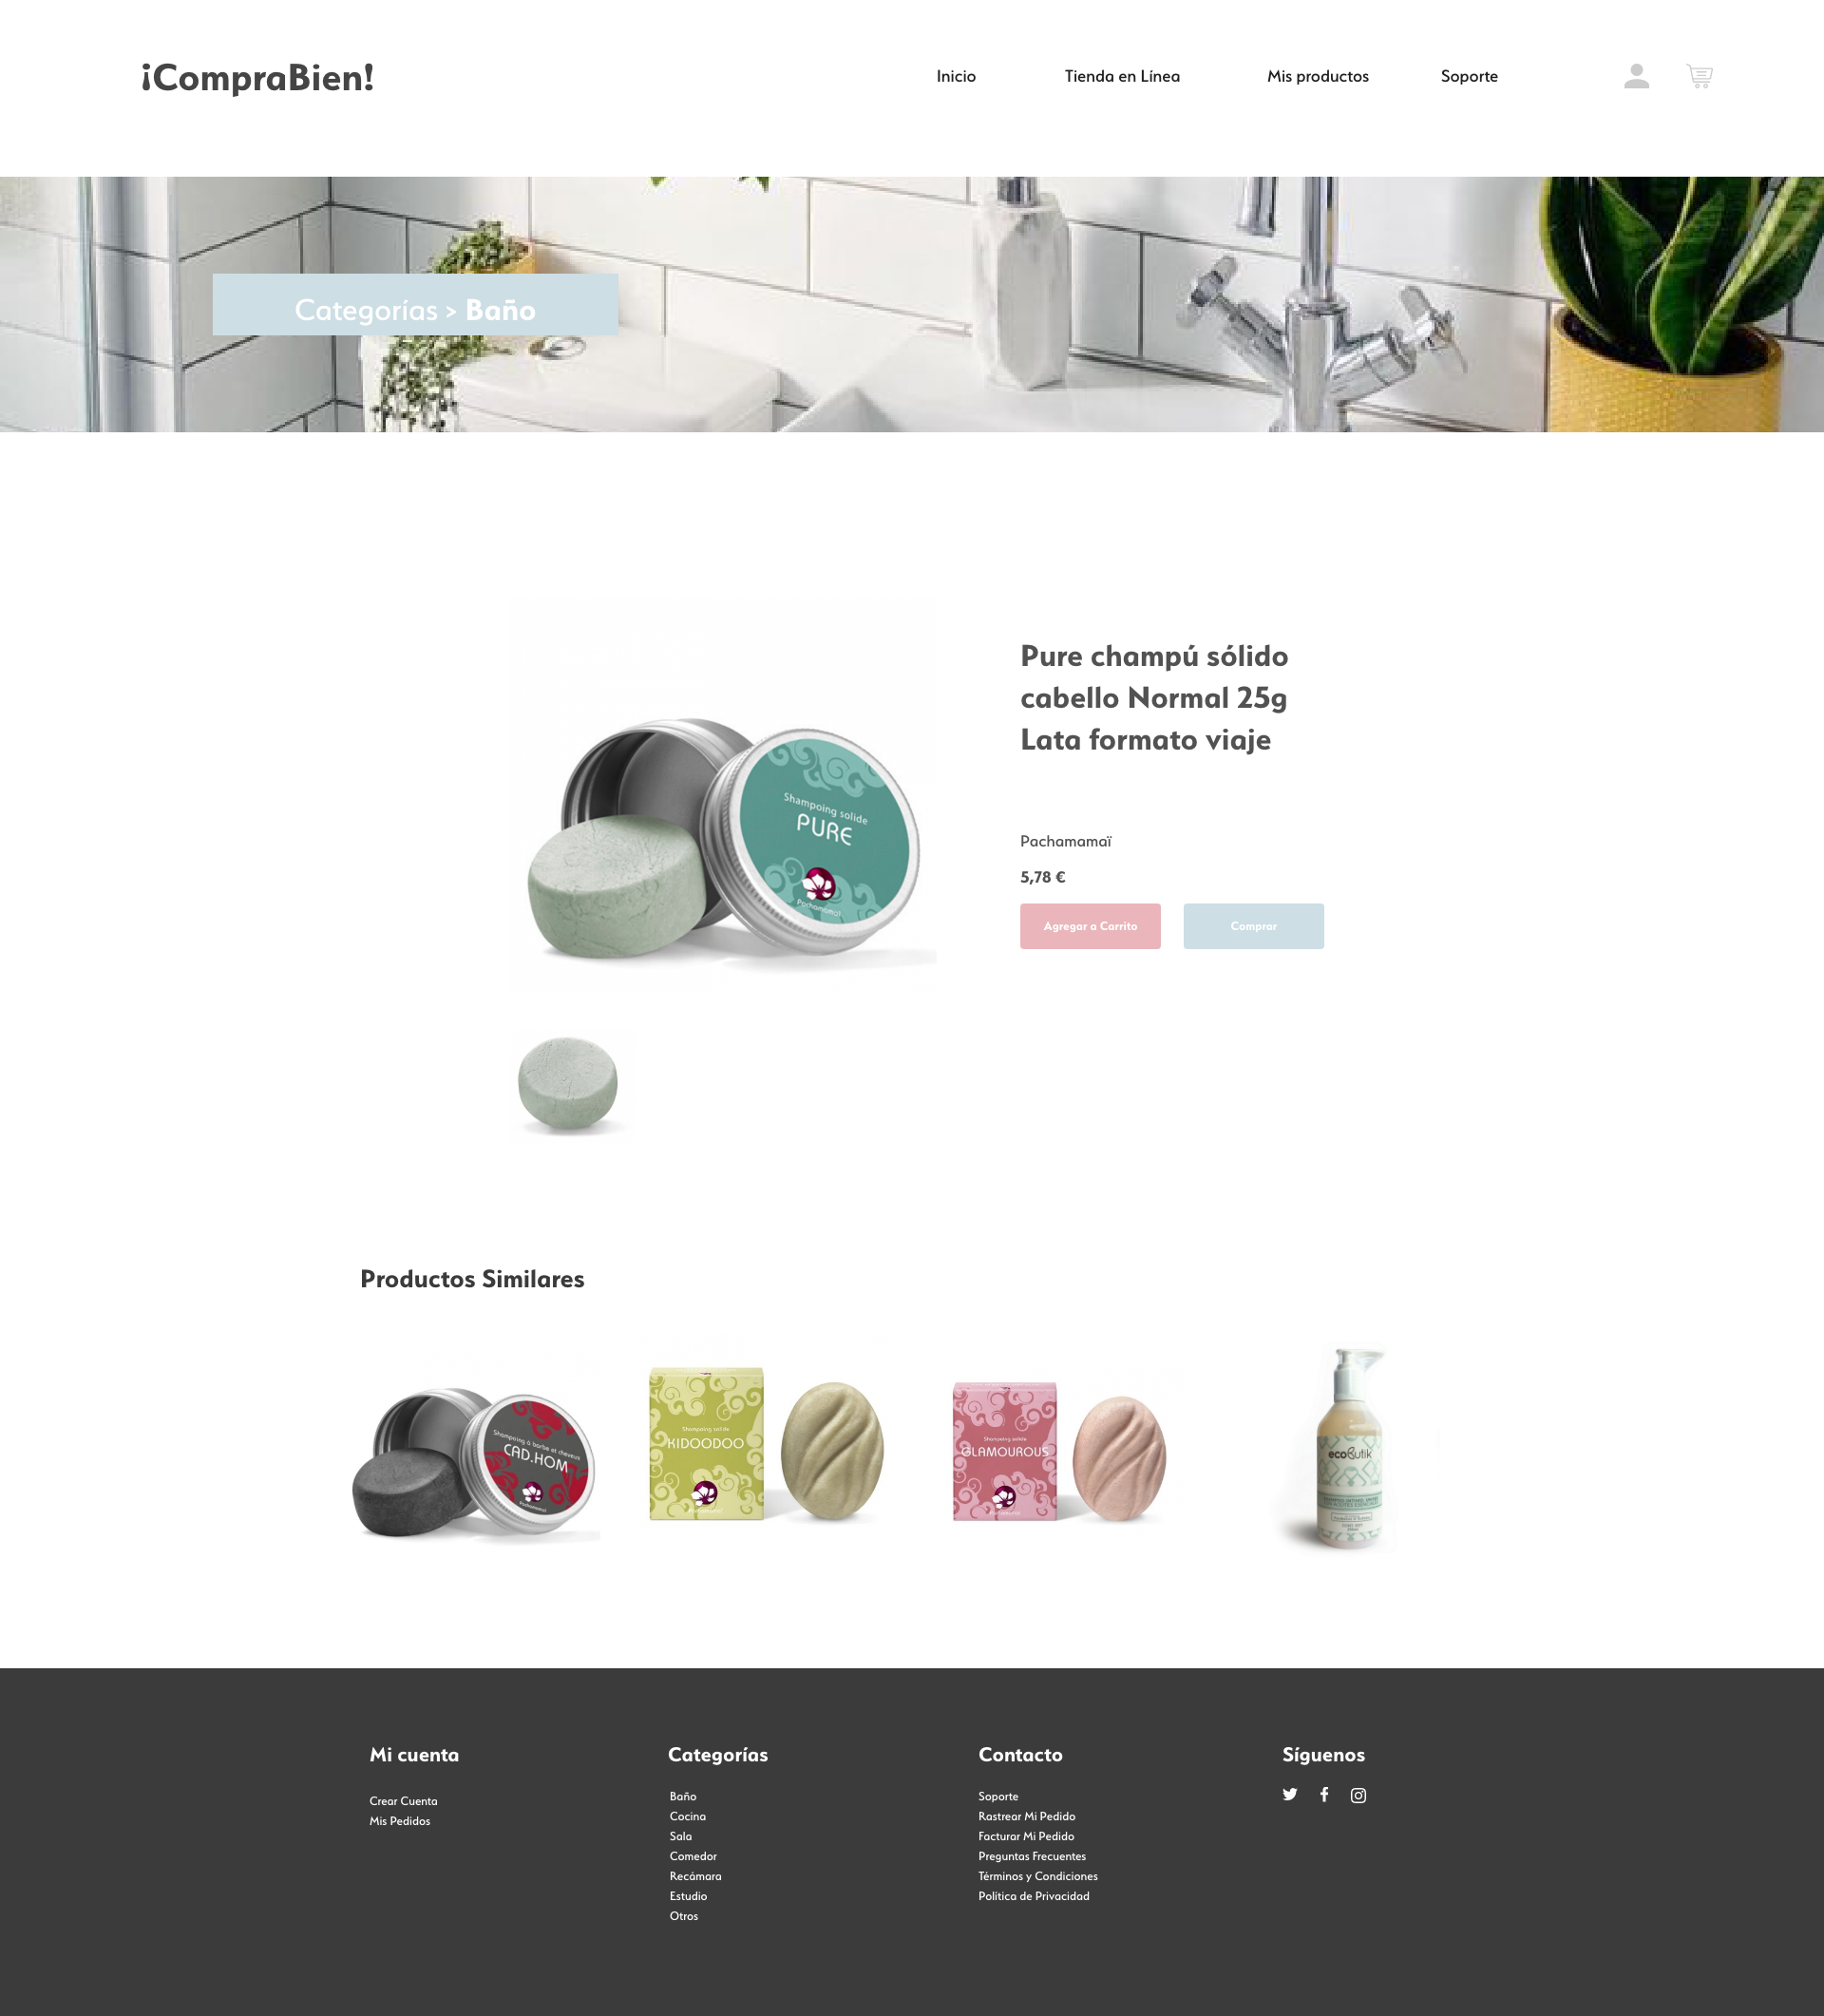 ¡CompraBien!
Inicio
Tienda en Línea
Mis productos
Soporte
Categorías > Baño
Pure champú sólido
cabello Normal 25g
Lata formato viaje
Shampoing solide
PURE
Pachamamaï
Pachamamaï
5,78 €
Agregar a Carrito
Comprar
Productos Similares
Shampoing à barbe et cheveux
CAD.HOM
Pachamamaï
Shampoing solide
KIDOODOO
Shampoing solide
GLAMOUROUS
ecoButik
Mi cuenta
Crear Cuenta
Mis Pedidos
Categorías
Baño
Cocina
Sala
Comedor
Recámara
Estudio
Otros
Contacto
Soporte
Rastrear Mi Pedido
Facturar Mi Pedido
Preguntas Frecuentes
Términos y Condiciones
Política de Privacidad
Síguenos